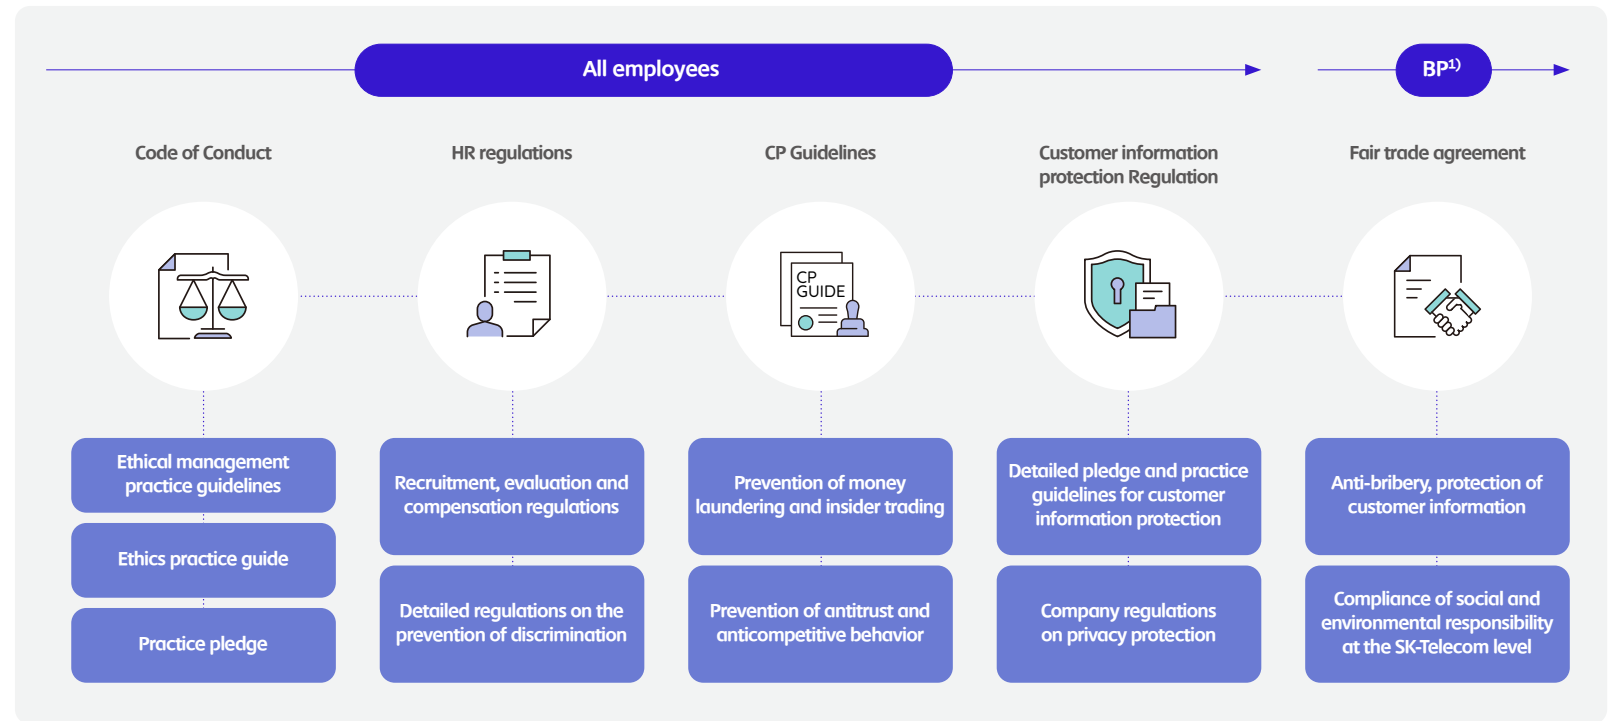 All employees
BP1)
Code of Conduct
HR regulations
CP Guidelines
Customer information
protection Regulation
Fair trade agreement
CP
GUIDE
Ethical management
practice guidelines
Ethics practice guide
Practice pledge
Recruitment, evaluation and
compensation regulations
Detailed regulations on the
prevention of discrimination
Prevention of money
laundering and insider trading
Prevention of antitrust and
anticompetitive behavior
Detailed pledge and practice
guidelines for customer
information protection
Company regulations
on privacy protection
Anti-bribery, protection of
customer information
Compliance of social and
environmental responsibility
at the SK-Telecom level